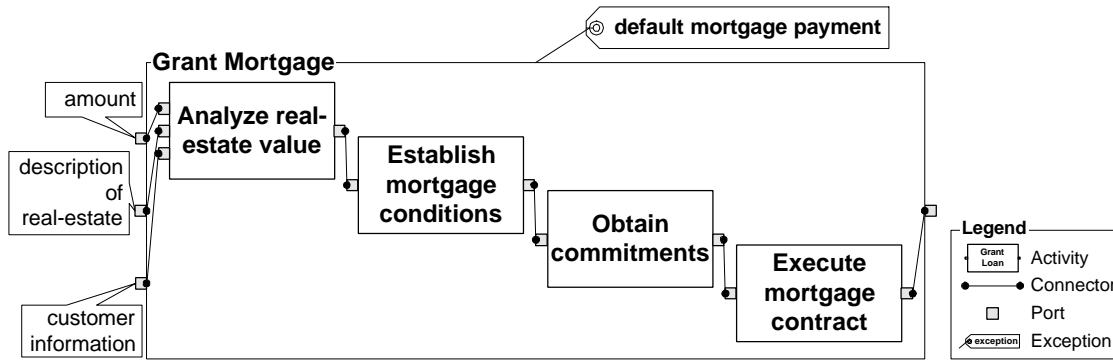 default mortgage payment
Grant Mortgage
amount
description
of
real-estate
customer
information
Analyze real-
estate value
Establish
mortgage
conditions
Obtain
commitments
Execute
mortgage
contract
Legend
Grant
Loan
Activity
Connector
Port
exception
Exception